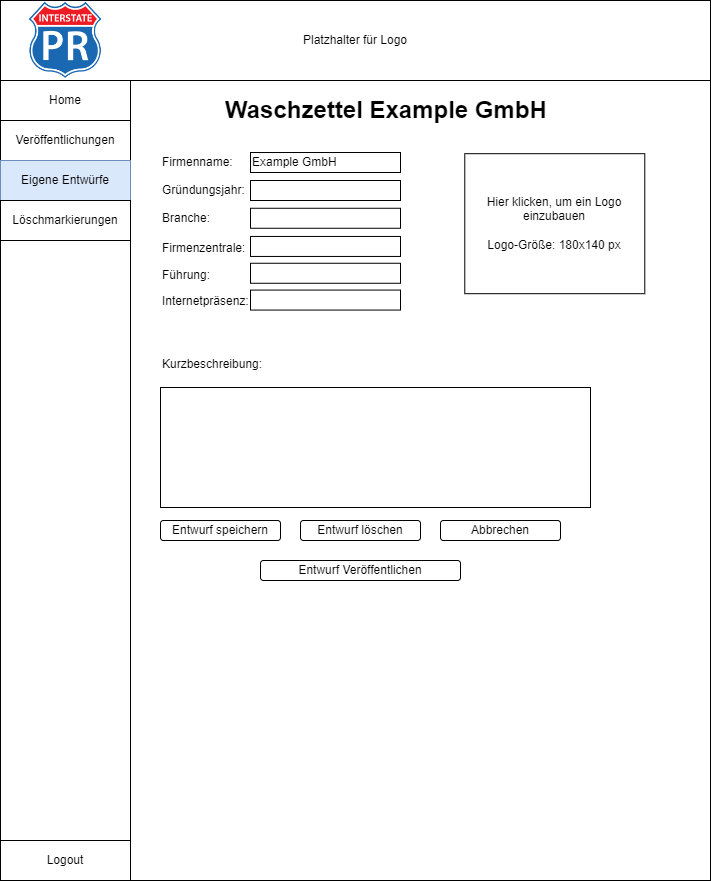 INTERSTATE
PR
Platzhalter für Logo
Home
Veröffentlichungen
Eigene Entwürfe
Löschmarkierungen
Logout
Waschzettel Example GmbH
Firmenname:
Example GmbH
Gründungsjahr:
Branche:
Firmenzentrale:
Führung:
Internetpräsenz:
Hier klicken, um ein Logo
einzubauen
Logo-Größe: 180x140 px
Kurzbeschreibung:
Entwurf speichern
Entwurf löschen
Abbrechen
Entwurf Veröffentlichen